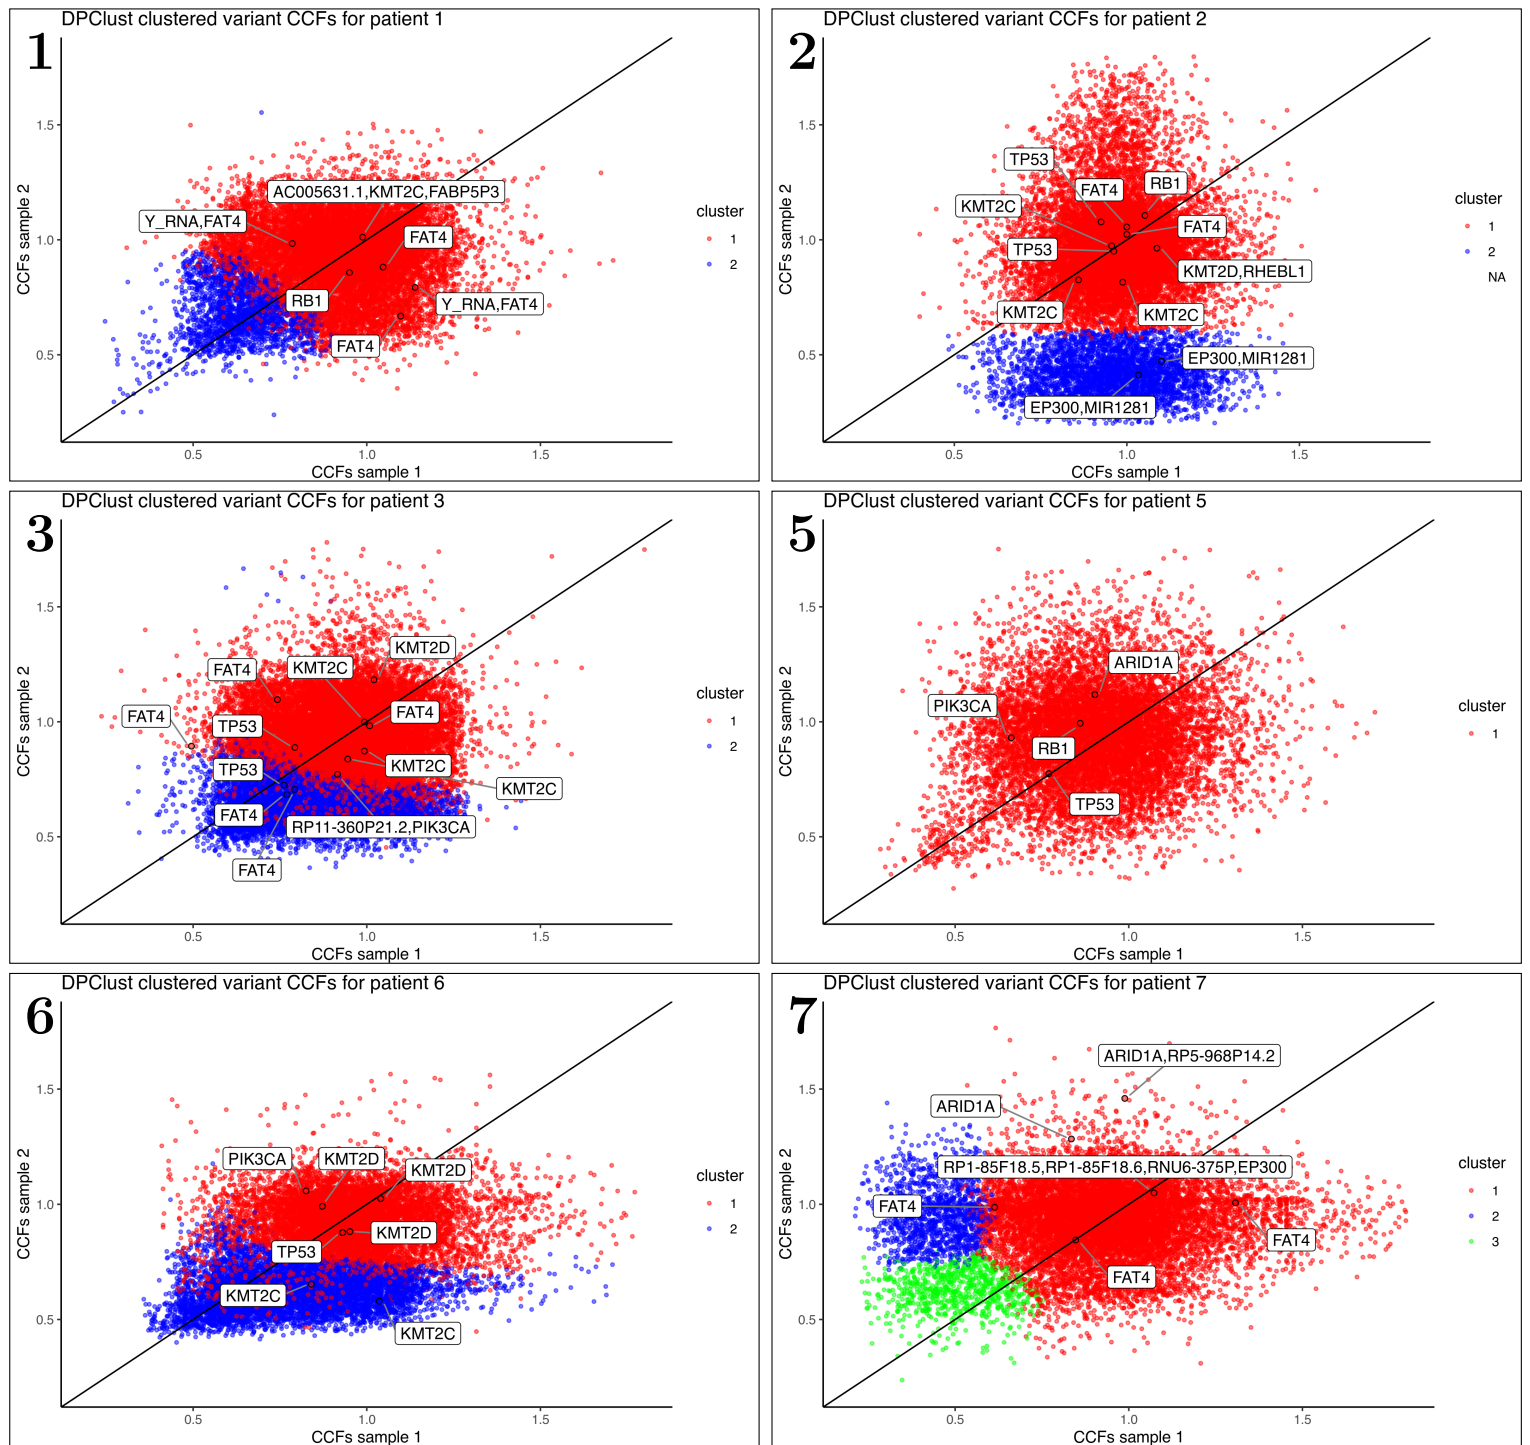 DPClust clustered variant CCFs for patient 1
1
CCFs sample 2
1.5
1.0
0.5
AC005631.1,KMT2C,FABP5P3
Y_RNA,FAT4
FAT4
RB1
Y_RNA,FAT4
FAT4
cluster
1
2
0.5 1.0 1.5
CCFs sample 1
DPClust clustered variant CCFs for patient 2
2
CCFs sample 2
1.5
1.0
0.5
TP53
FAT4
RB1
KMT2C
FAT4
TP53
KMT2D,RHEBL1
KMT2C
KMT2C
EP300,MIR1281
EP300,MIR1281
cluster
1
2
NA
0.5 1.0 1.5
CCFs sample 1
DPClust clustered variant CCFs for patient 3
3
CCFs sample 2
1.5
1.0
0.5
KMT2D
FAT4
KMT2C
FAT4
FAT4
TP53
KMT2C
TP53
KMT2C
FAT4
RP11-360P21.2,PIK3CA
FAT4
cluster
1
2
0.5 1.0 1.5
CCFs sample 1
DPClust clustered variant CCFs for patient 5
5
CCFs sample 2
1.5
1.0
0.5
ARID1A
PIK3CA
RB1
TP53
cluster
1
0.5 1.0 1.5
CCFs sample 1
DPClust clustered variant CCFs for patient 6
6
CCFs sample 2
1.5
1.0
0.5
PIK3CA
KMT2D
KMT2D
KMT2D
TP53
KMT2C
KMT2C
cluster
1
2
0.5 1.0 1.5
CCFs sample 1
DPClust clustered variant CCFs for patient 7
7
CCFs sample 2
1.5
1.0
0.5
ARID1A,RP5-968P14.2
ARID1A
RP1-85F18.5,RP1-85F18.6,RNU6-375P,EP300
FAT4
FAT4
FAT4
cluster
1
2
3
0.5 1.0 1.5
CCFs sample 1